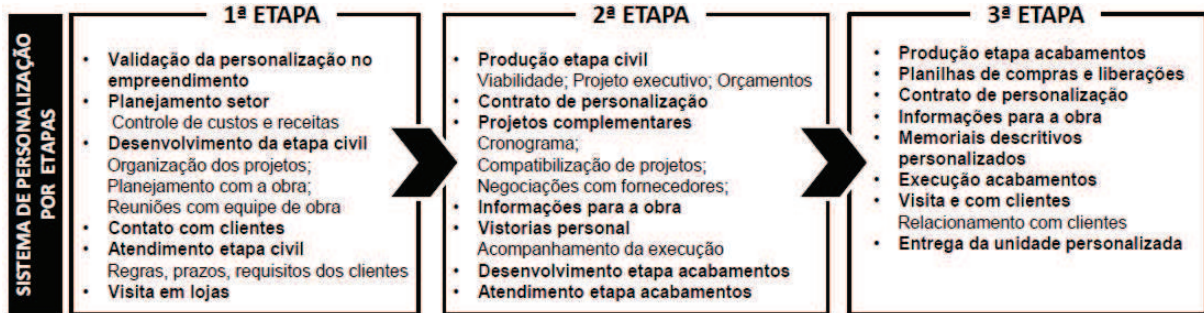 SISTEMA DE PERSONALIZAÇÃO
POR ETAPAS
1ª ETAPA
• Validação da personalização no
empreendimento
• Planejamento setor
Controle de custos e receitas
• Desenvolvimento da etapa civil
Organização dos projetos;
Planejamento com a obra;
Reuniões com equipe de obra
• Contato com clientes
• Atendimento etapa civil
Regras, prazos, requisitos dos clientes
• Visita em lojas
2ª ETAPA
• Produção etapa civil
Viabilidade; Projeto executivo; Orçamentos
• Contrato de personalização
• Projetos complementares
Cronograma;
Compatibilização de projetos;
Negociações com fornecedores;
• Informações para a obra
• Vistorias personal
Acompanhamento da execução
• Desenvolvimento etapa acabamentos
• Atendimento etapa acabamentos
3ª ETAPA
• Produção etapa acabamentos
• Planilhas de compras e liberações
• Contrato de personalização
• Informações para a obra
• Memoriais descritivos
personalizados
• Execução acabamentos
• Visita e com clientes
Relacionamento com clientes
• Entrega da unidade personalizada